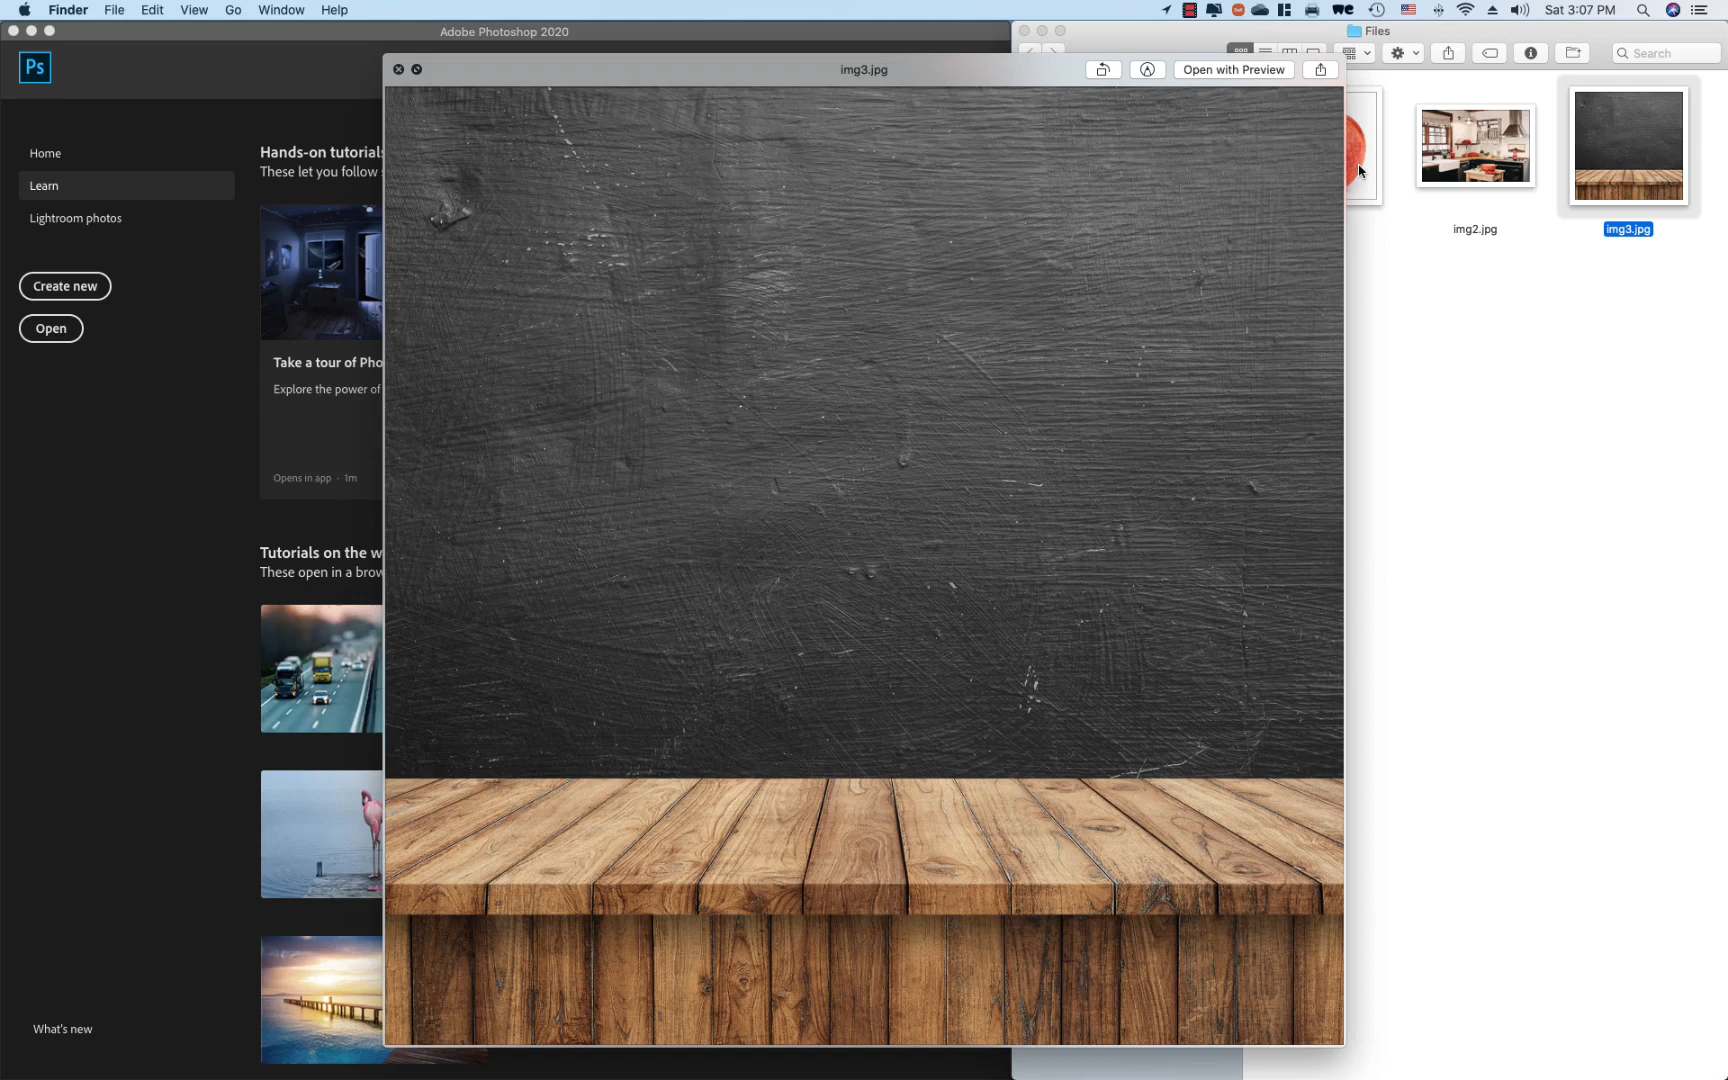 Finder File Edit View Go Window Help
Sat 3:07 PM
Adobe Photoshop 2020
Files
Ps
img3.jpg
Open with Preview
Search
Home
Learn
Lightroom photos
Create new
Open
Hands-on tutorials
These let you follow
Take a tour of Pho
Explore the power of
Opens in app · 1m
Tutorials on the w
These open in a brow
What's new
img2.jpg
img3.jpg